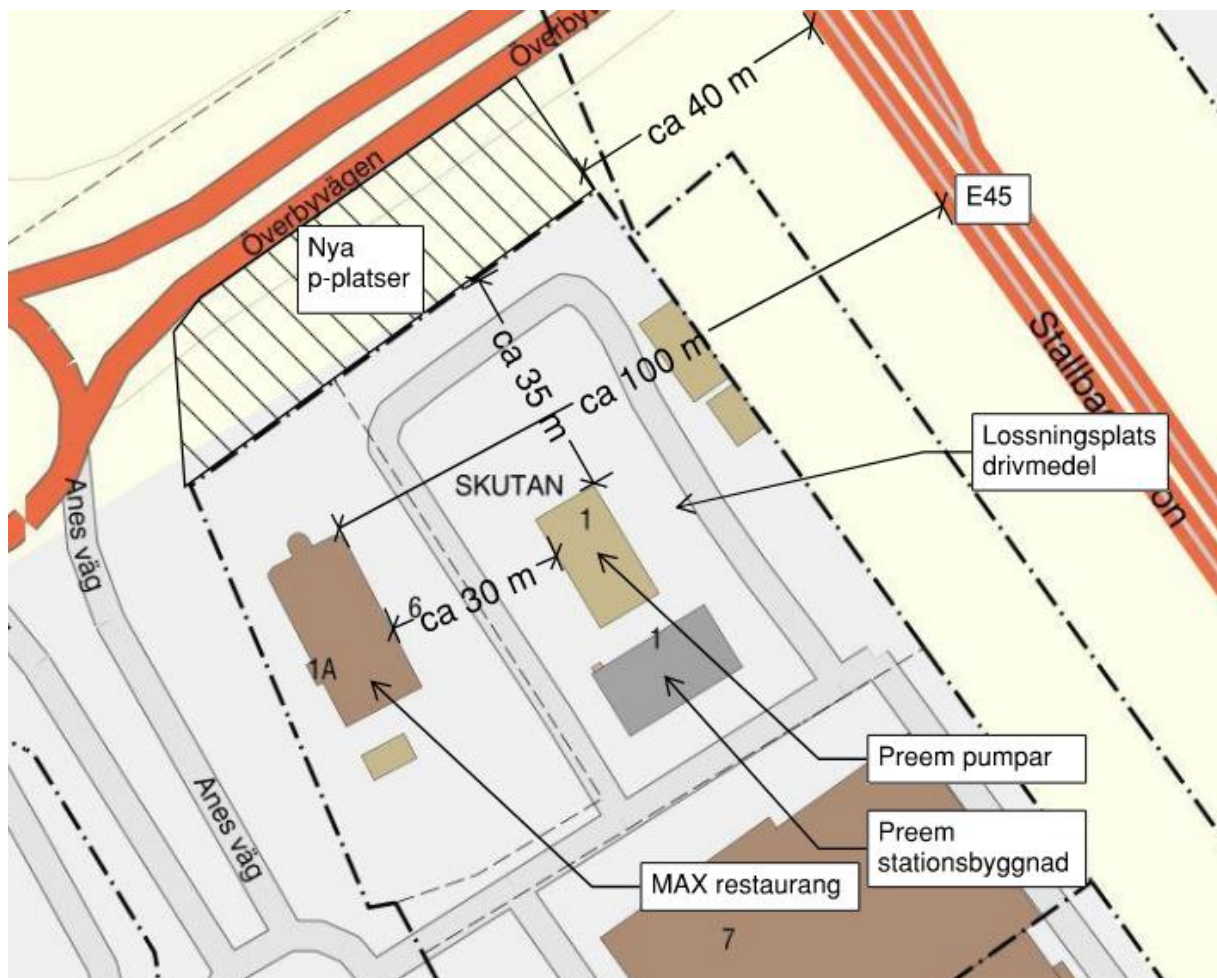 Överbyvägen
ca 40 m
E45
Överbyvägen
Nya
p-platser
ca 35 m
ca 100 m
Lossningsplats
drivmedel
SKUTAN
Anes väg
1
6
ca 30 m
1
1A
Preem pumpar
Preem
stationsbyggnad
Anes väg
MAX restaurang
7